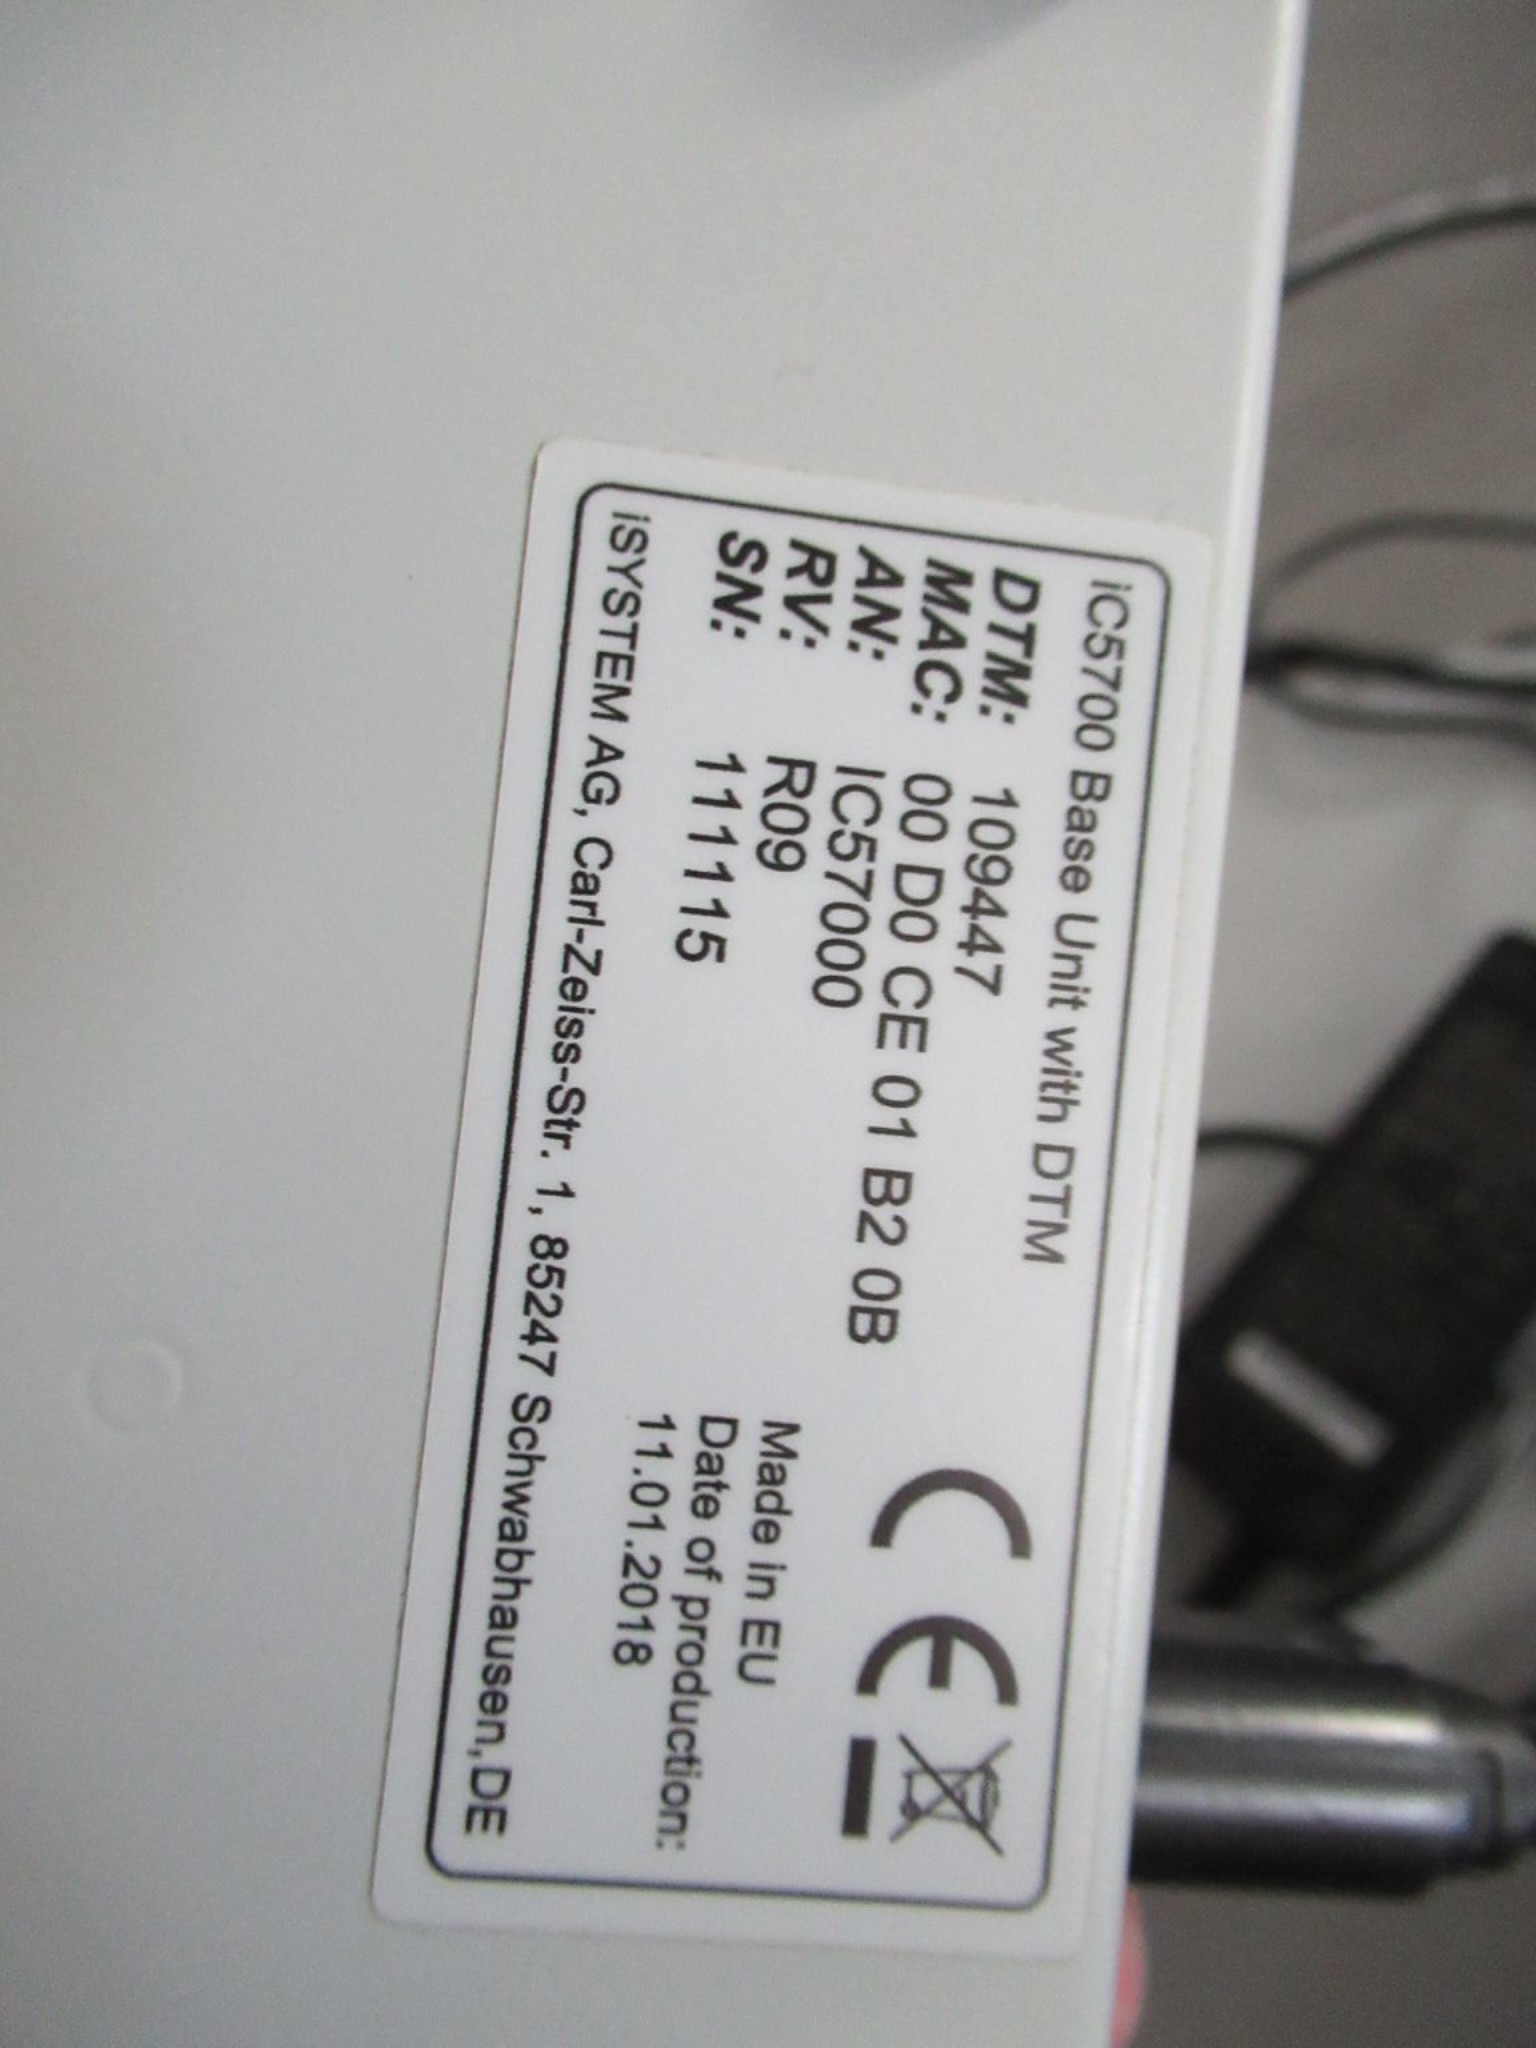 iC5700 Base Unit with DTM
DTM: 109447
MAC: 00 D0 CE 01 B2 0B
AN: IC57000
RV: R09
SN: 111115
CE
Made in EU
Date of production:
11.01.2018
iSYSTEM AG, Carl-Zeiss-Str. 1, 85247 Schwabhausen, DE